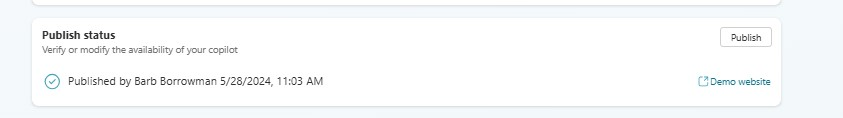 Publish status
Publish
Verify or modify the availability of your copilot
Published by Barb Borrowman 5/28/2024, 11:03 AM
Demo website